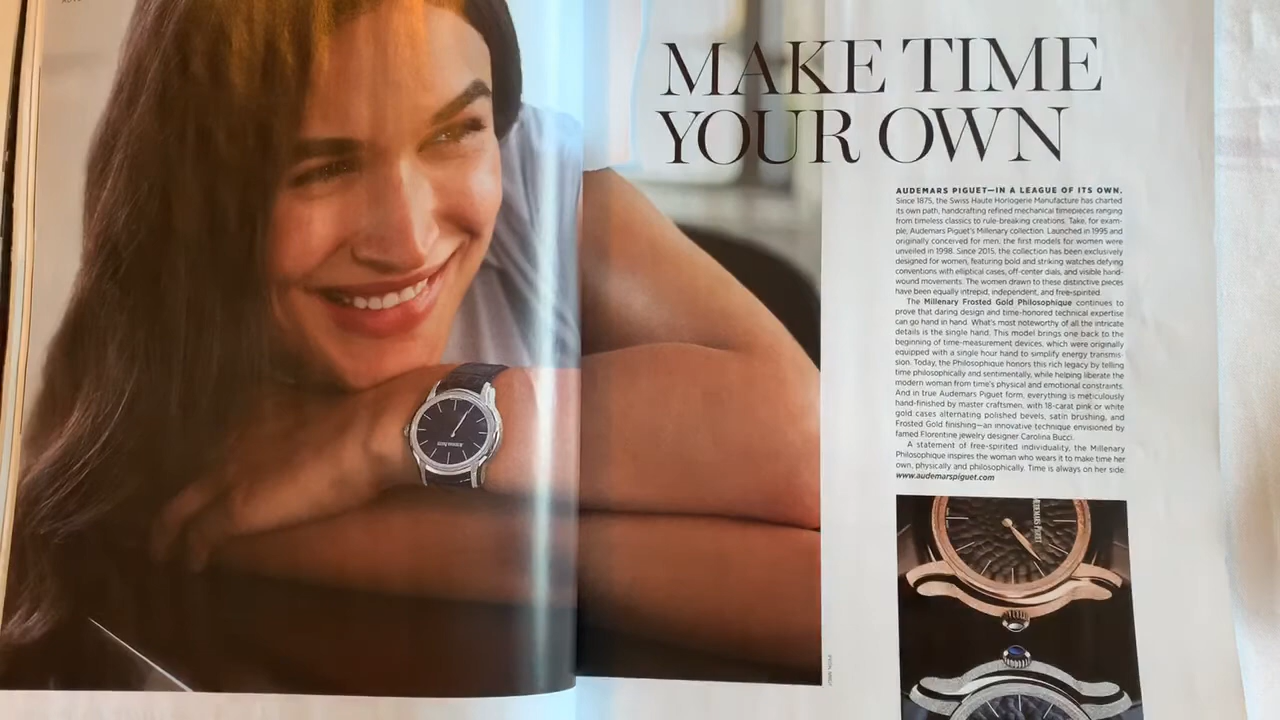 MAKE TIME
YOUR OWN
AUDEMARS PIGUET—IN A LEAGUE OF ITS OWN.
Since 1875, the Swiss Haute Horlogerie Manufacture has charted
its own path, handcrafting refined mechanical timepieces ranging
from timeless classics to rule-breaking creations. Take, for exam-
ple, Audemars Piguet's Millenary collection. Launched in 1995 and
originally conceived for men, the first models for women were
unveiled in 1998. Since 2015, the collection has been exclusively
designed for women, featuring bold and striking watches defying
conventions with elliptical cases, off-center dials, and visible hand-
wound movements. The women drawn to these distinctive pieces
have been equally intrepid, independent, and free-spirited.
The Millenary Frosted Gold Philosophique continues to
prove that daring design and time-honored technical expertise
can go hand in hand. What's most noteworthy of all the intricate
details is the single hand. This model brings one back to the
beginning of time-measurement devices, which were originally
equipped with a single hour hand to simplify energy transmis-
sion. Today, the Philosophique honors this rich legacy by telling
time philosophically and sentimentally, while helping liberate the
modern woman from time's physical and emotional constraints.
And in true Audemars Piguet form, everything is meticulously
hand-finished by master craftsmen, with 18-carat pink or white
gold cases alternating polished bevels, satin brushing, and
Frosted Gold finishing—an innovative technique envisioned by
famed Florentine jewelry designer Carolina Bucci.
A statement of free-spirited individuality, the Millenary
Philosophique inspires the woman who wears it to make time her
own, physically and philosophically. Time is always on her side
www.audemarspiguet.com
AUDEMARS PIGUET